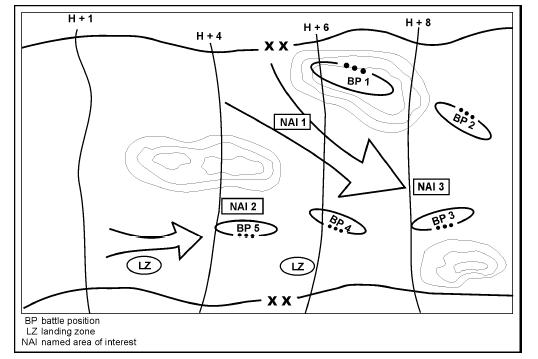 H + 1
H + 4
H + 6
H + 8
X X
BP 1
BP 2
NAI 1
NAI 3
NAI 2
BP 5
BP 4
BP 3
LZ
LZ
X X
BP battle position
LZ landing zone
NAI named area of interest